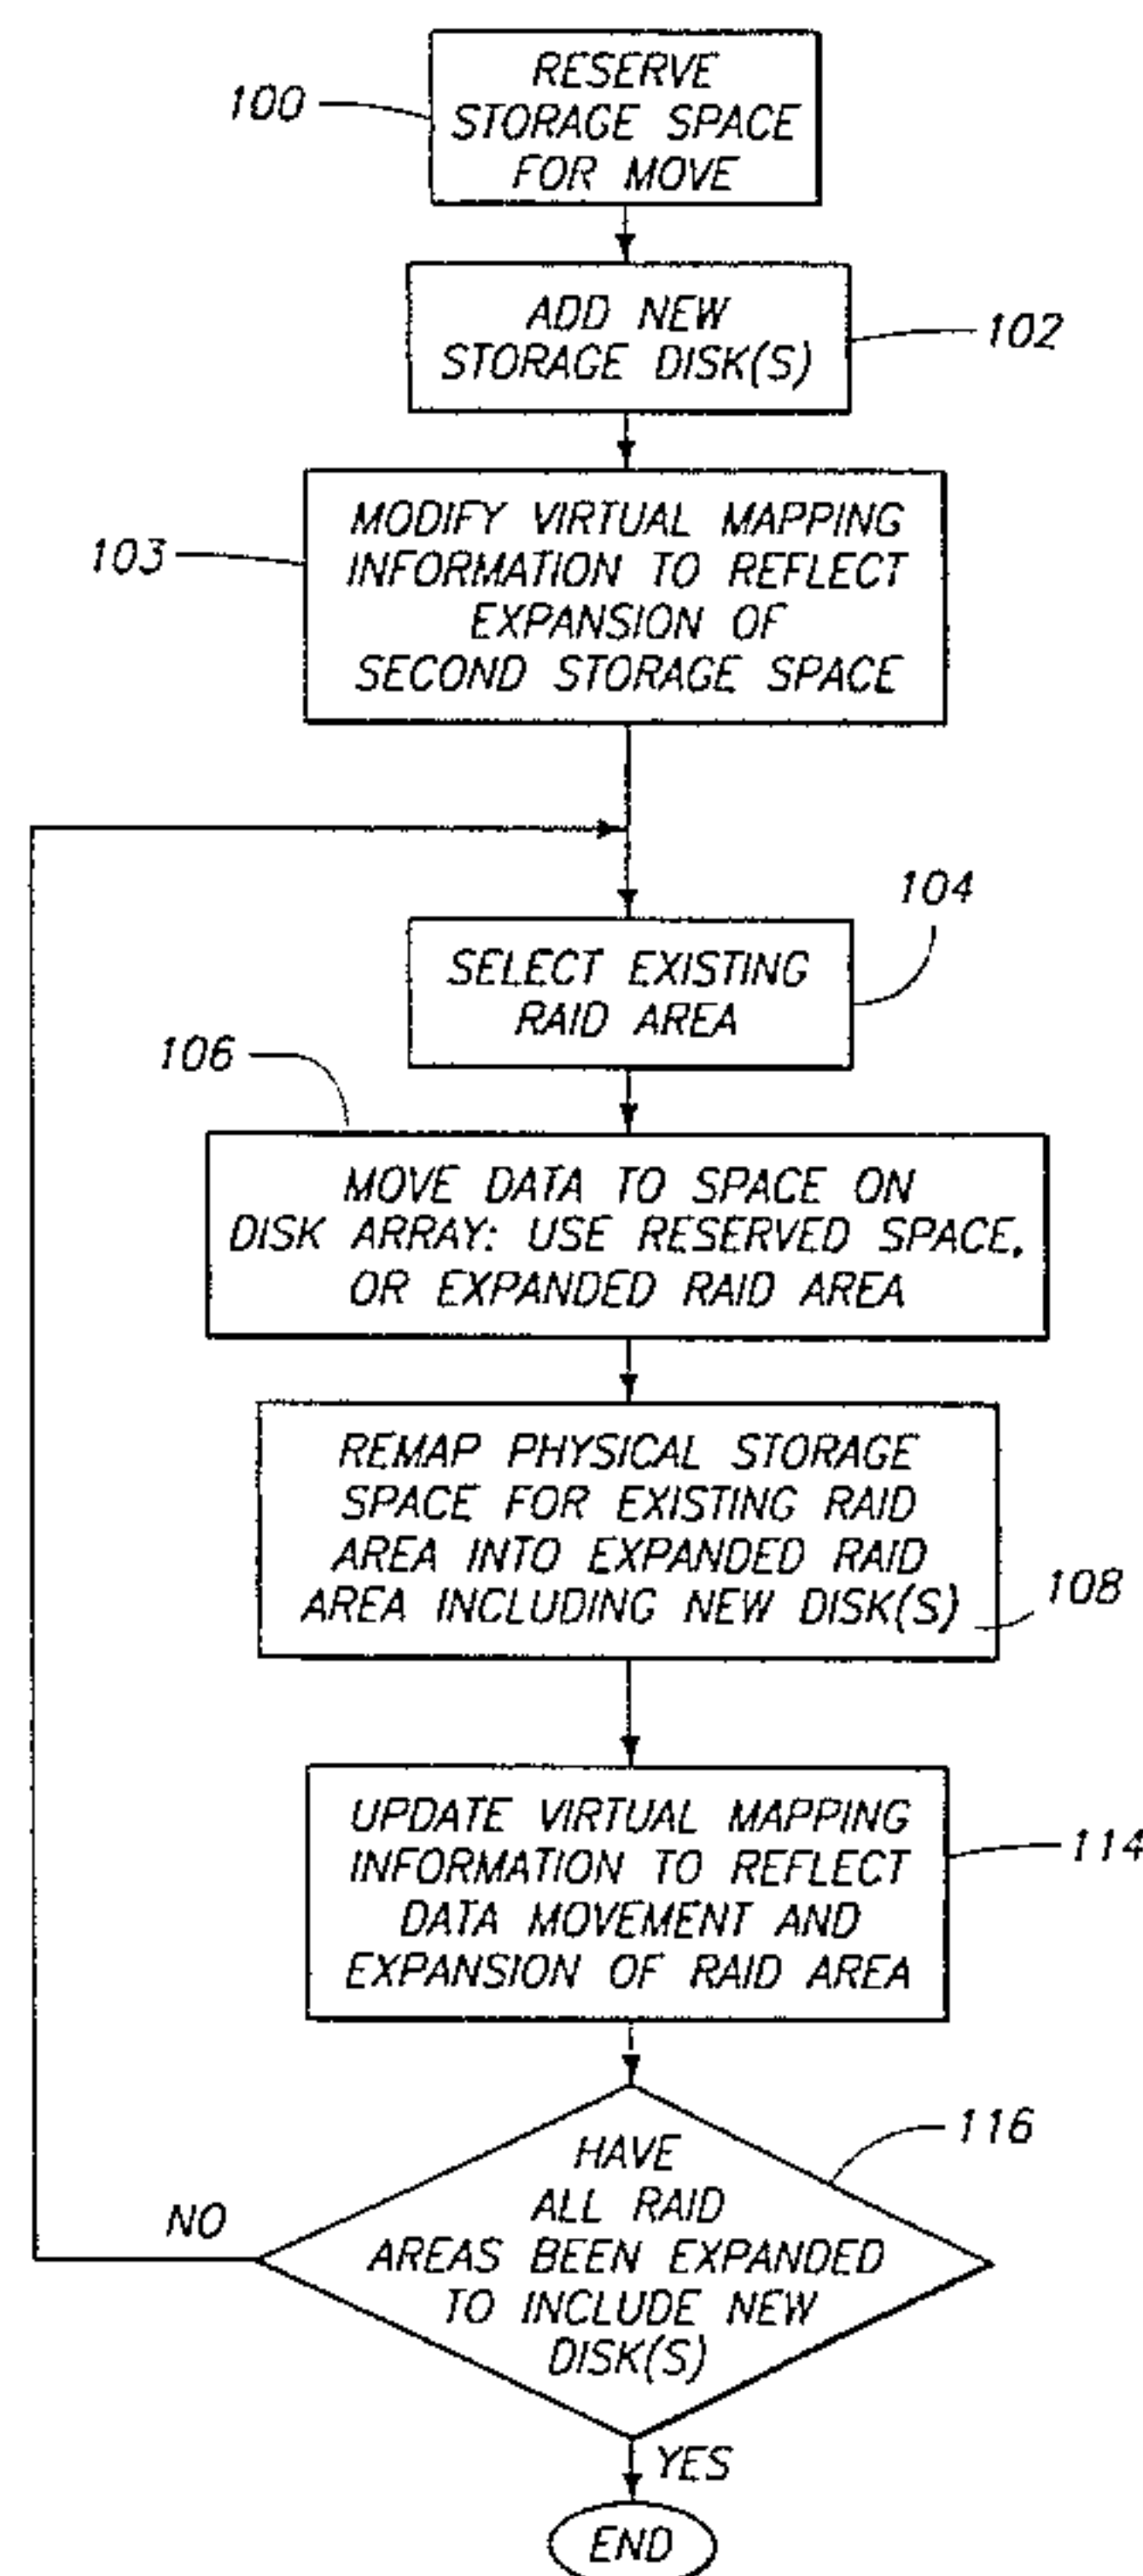 100
RESERVE
STORAGE SPACE
FOR MOVE
ADD NEW
STORAGE DISK(S)
102
103
MODIFY VIRTUAL MAPPING
INFORMATION TO REFLECT
EXPANSION OF
SECOND STORAGE SPACE
104
SELECT EXISTING
RAID AREA
106
MOVE DATA TO SPACE ON
DISK ARRAY: USE RESERVED SPACE,
OR EXPANDED RAID AREA
REMAP PHYSICAL STORAGE
SPACE FOR EXISTING RAID
AREA INTO EXPANDED RAID
AREA INCLUDING NEW DISK(S)
108
UPDATE VIRTUAL MAPPING
INFORMATION TO REFLECT
DATA MOVEMENT AND
EXPANSION OF RAID AREA
114
116
HAVE
ALL RAID
AREAS BEEN EXPANDED
TO INCLUDE NEW
DISK(S)
NO
YES
END